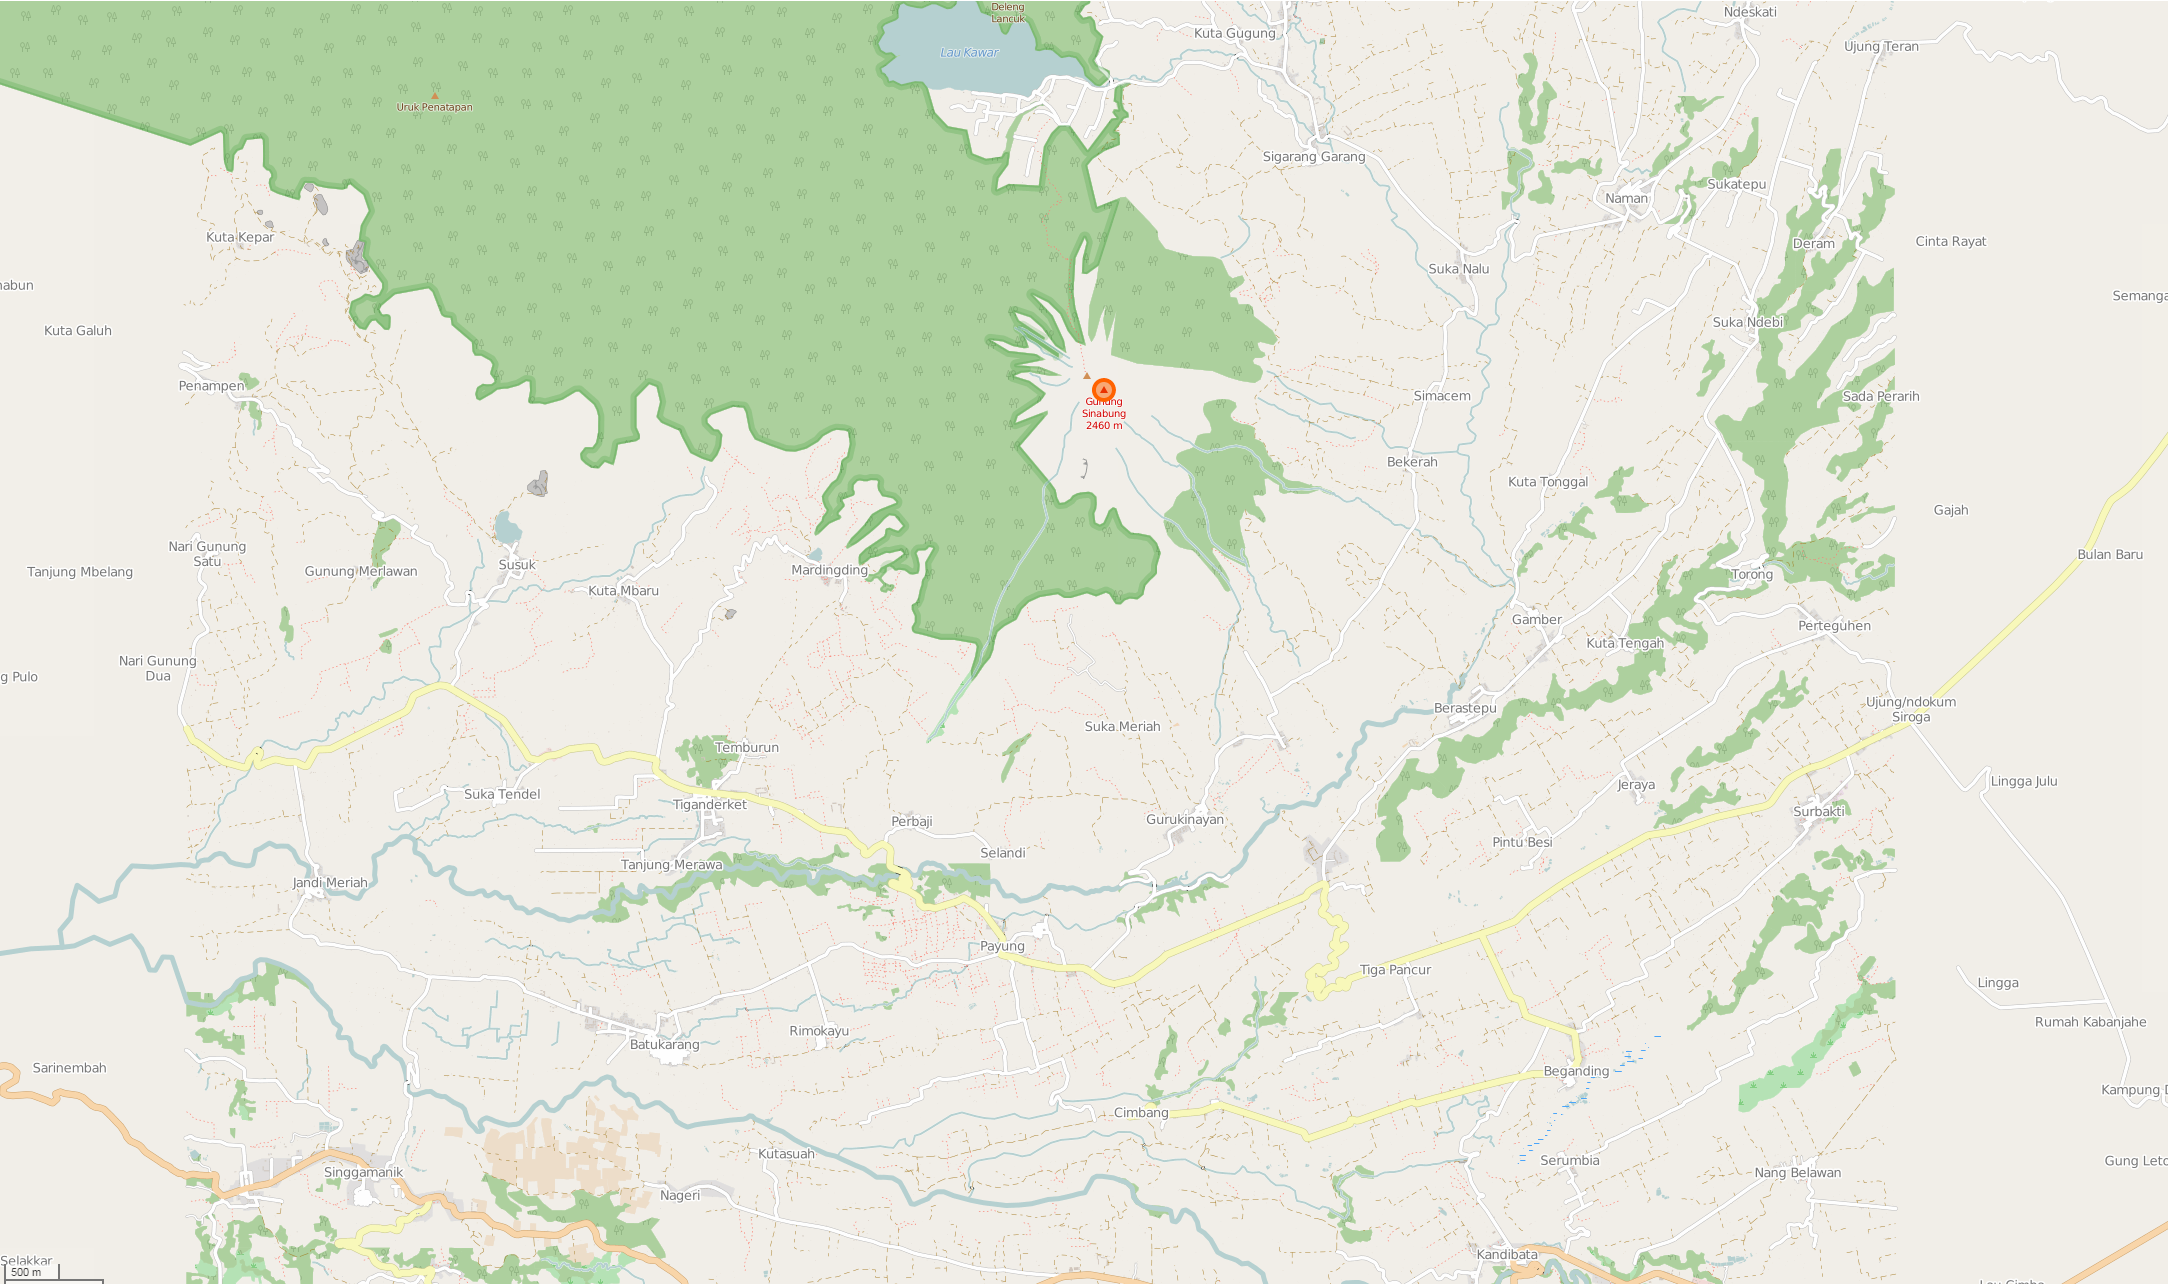 Deleng
Lancuk
Ndeskati
Kuta Gugung
Ujung Teran
Lau Kawar
Uruk Penatapan
Sigarang Garang
Sukatepu
Naman
Kuta Kepar
Deram
Cinta Rayat
Suka Nalu
nabun
Semanga
Kuta Galuh
Suka Ndebi
Penampen
Simacem
Sada Perarih
Gunung
Sinabung
2460 m
Bekerah
Kuta Tonggal
Gajah
Nari Gunung
Satu
Bulan Baru
Tanjung Mbelang
Gunung Merlawan
Susuk
Mardingding
Torong
Kuta Mbaru
Gamber
Perteguhen
Kuta Tengah
Nari Gunung
Dua
g Pulo
Ujung/ndokum
Siroga
Berastepu
Suka Meriah
Temburun
Lingga Julu
Jeraya
Suka Tendel
Tiganderket
Surbakti
Perbaji
Gurukinayan
Pintu Besi
Selandi
Tanjung Merawa
Jandi Meriah
Payung
Tiga Pancur
Lingga
Rumah Kabanjahe
Rimokayu
Batukarang
Sarinembah
Beganding
Kampung D
Cimbang
Kutasuah
Serumbia
Gung Leto
Singgamanik
Nang Belawan
Nageri
Kandibata
Selakkar
500 m
Lau Gimba